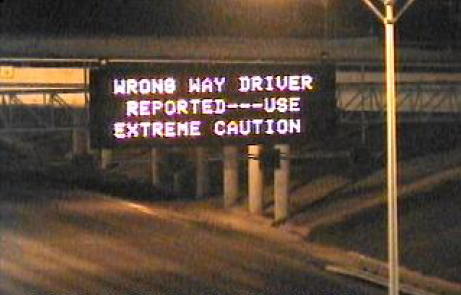 WRONG WAY DRIVER
REPORTED---USE
EXTREME CAUTION